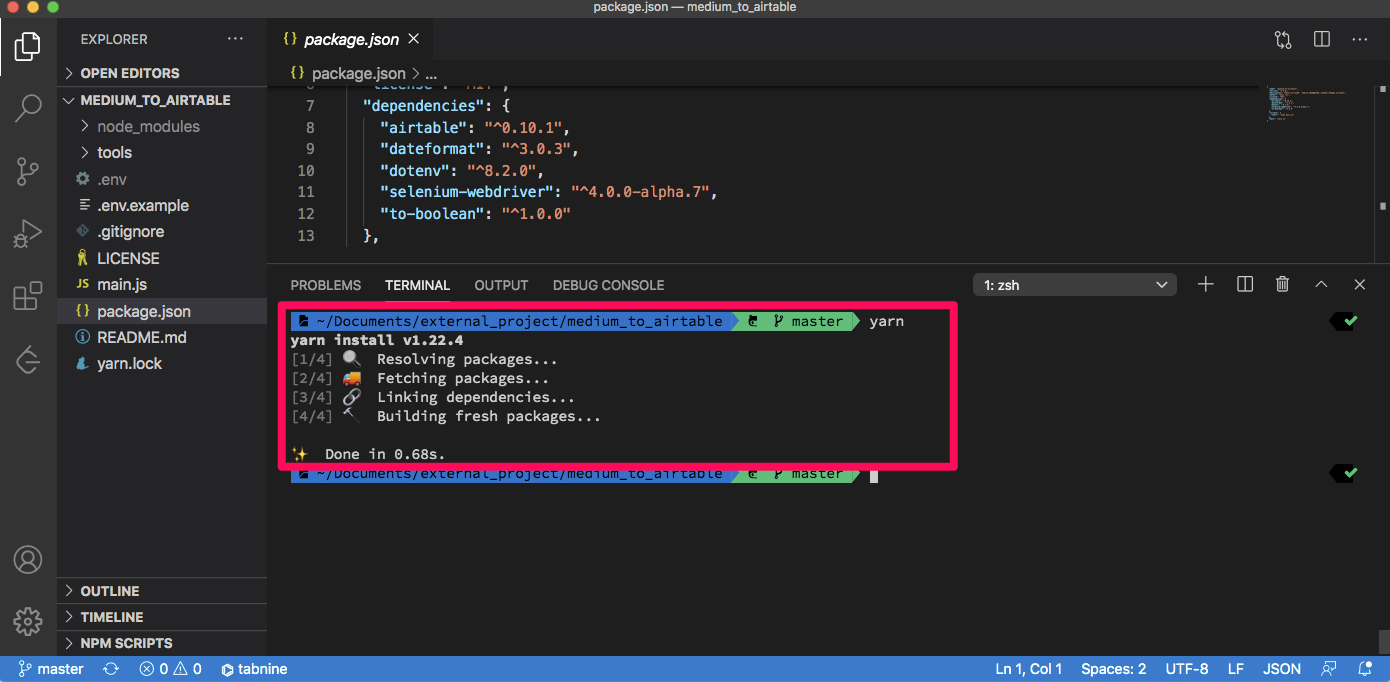 package.json — medium_to_airtable
EXPLORER
OPEN EDITORS
MEDIUM_TO_AIRTABLE
node_modules
tools
.env
.env.example
.gitignore
LICENSE
JS main.js
{} package.json
README.md
yarn.lock
OUTLINE
TIMELINE
NPM SCRIPTS
{} package.json
{} package.json > ...
7 "dependencies": {
8 "airtable": "^0.10.1",
9 "dateformat": "^3.0.3",
10 "dotenv": "^8.2.0",
11 "selenium-webdriver": "^4.0.0-alpha.7",
12 "to-boolean": "^1.0.0"
13 },
PROBLEMS TERMINAL OUTPUT DEBUG CONSOLE 1: zsh
~/Documents/external_project/medium_to_airtable master yarn
yarn install v1.22.4
[1/4] 🔍 Resolving packages...
[2/4] 🚚 Fetching packages...
[3/4] 🔗 Linking dependencies...
[4/4] 🔨 Building fresh packages...
✨ Done in 0.68s.
~/Documents/external_project/medium_to_airtable master
master 0 0 tabnine Ln 1, Col 1 Spaces: 2 UTF-8 LF JSON